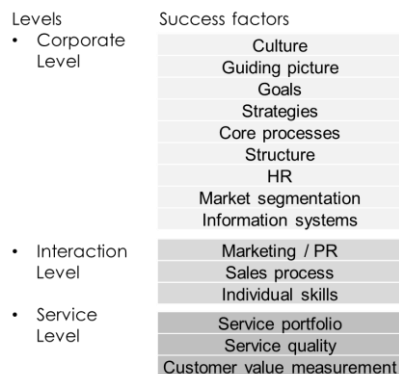 Levels
Success factors
• Corporate
Level
Culture
Guiding picture
Goals
Strategies
Core processes
Structure
HR
Market segmentation
Information systems
• Interaction
Level
Marketing / PR
Sales process
Individual skills
• Service
Level
Service portfolio
Service quality
Customer value measurement